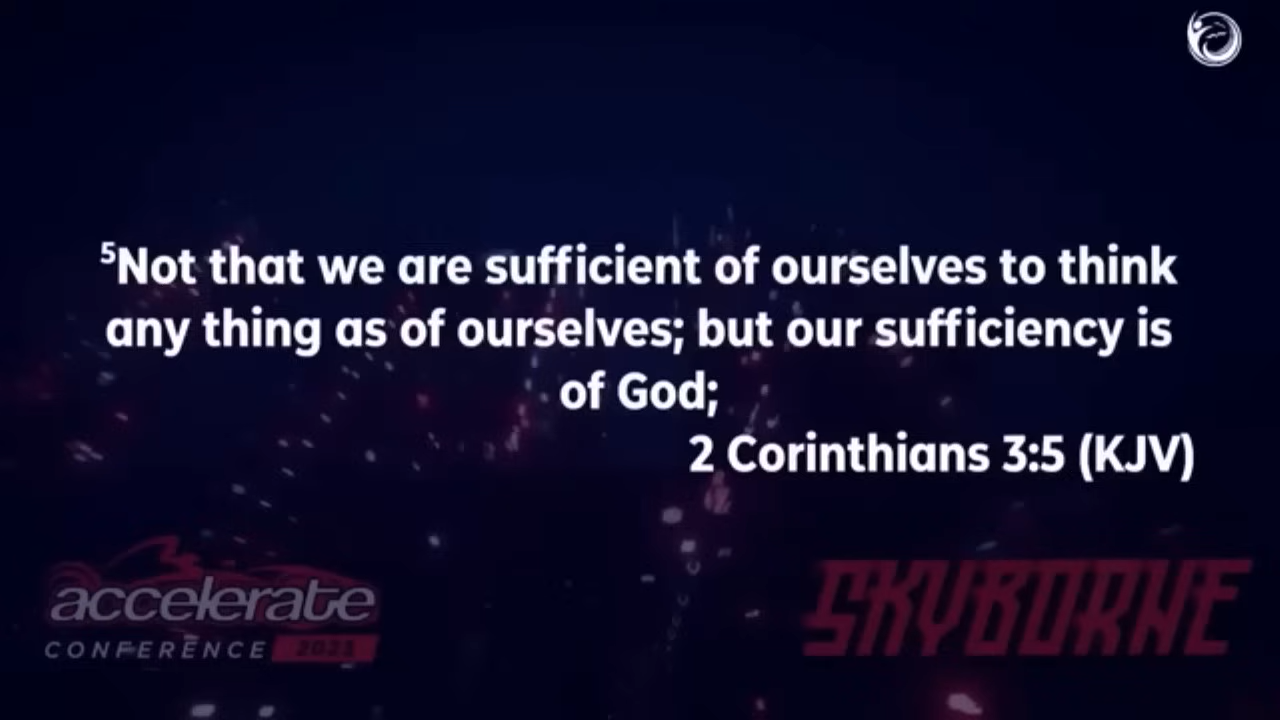 ⁵Not that we are sufficient of ourselves to think
any thing as of ourselves; but our sufficiency is
of God;
2 Corinthians 3:5 (KJV)
accelerate
CONFERENCE 2021
SKYBORNE